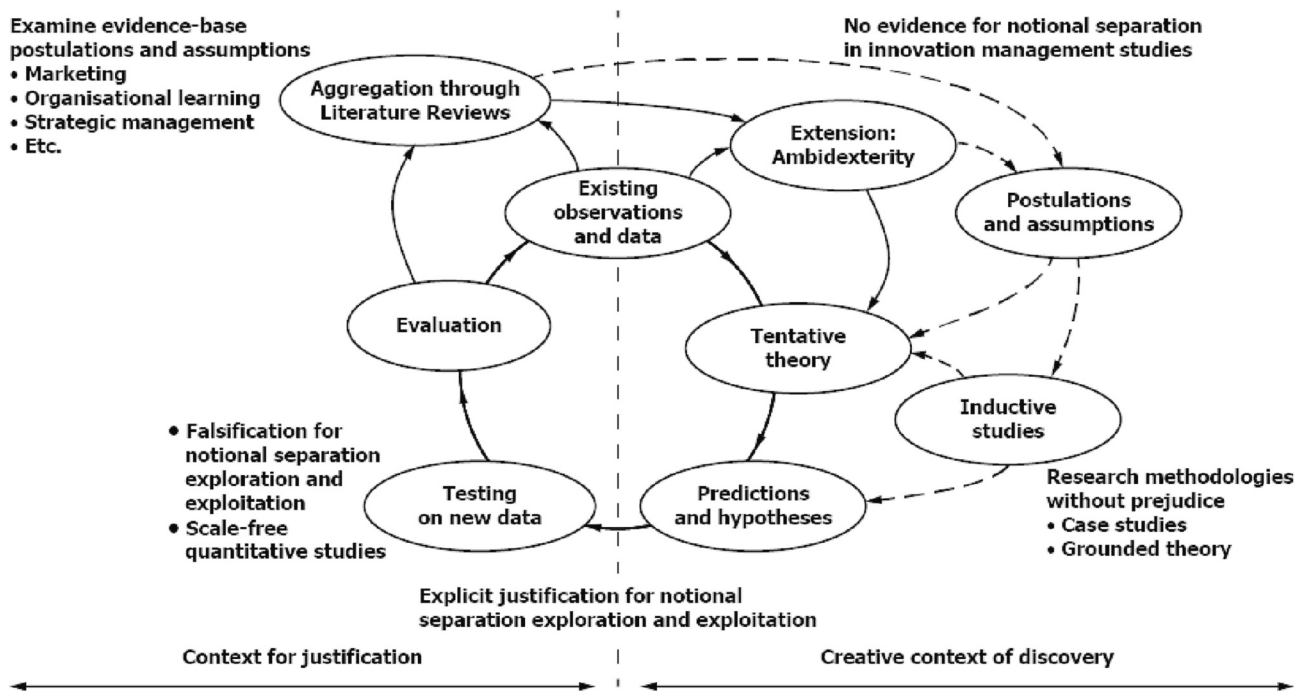 Examine evidence-base
postulations and assumptions
• Marketing
• Organisational learning
• Strategic management
• Etc.
No evidence for notional separation
in innovation management studies
Aggregation through
Literature Reviews
Extension:
Ambidexterity
Existing
observations
and data
Postulations
and assumptions
Evaluation
Tentative
theory
Inductive
studies
• Falsification for
notional separation
exploration and
exploitation
• Scale-free
quantitative studies
Testing
on new data
Predictions
and hypotheses
Research methodologies
without prejudice
• Case studies
• Grounded theory
Explicit justification for notional
separation exploration and exploitation
Context for justification
Creative context of discovery